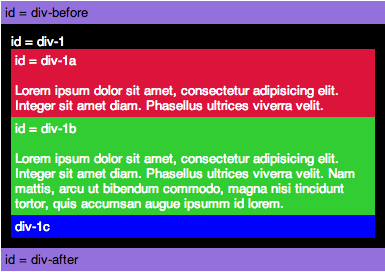 id = div-before
id = div-1
id = div-1a
Lorem ipsum dolor sit amet, consectetur adipisicing elit.
Integer sit amet diam. Phasellus ultrices viverra velit.
id = div-1b
Lorem ipsum dolor sit amet, consectetur adipisicing elit.
Integer sit amet diam. Phasellus ultrices viverra velit. Nam
mattis, arcu ut bibendum commodo, magna nisi tincidunt
tortor, quis accumsan augue ipsumm id lorem.
div-1c
id = div-after